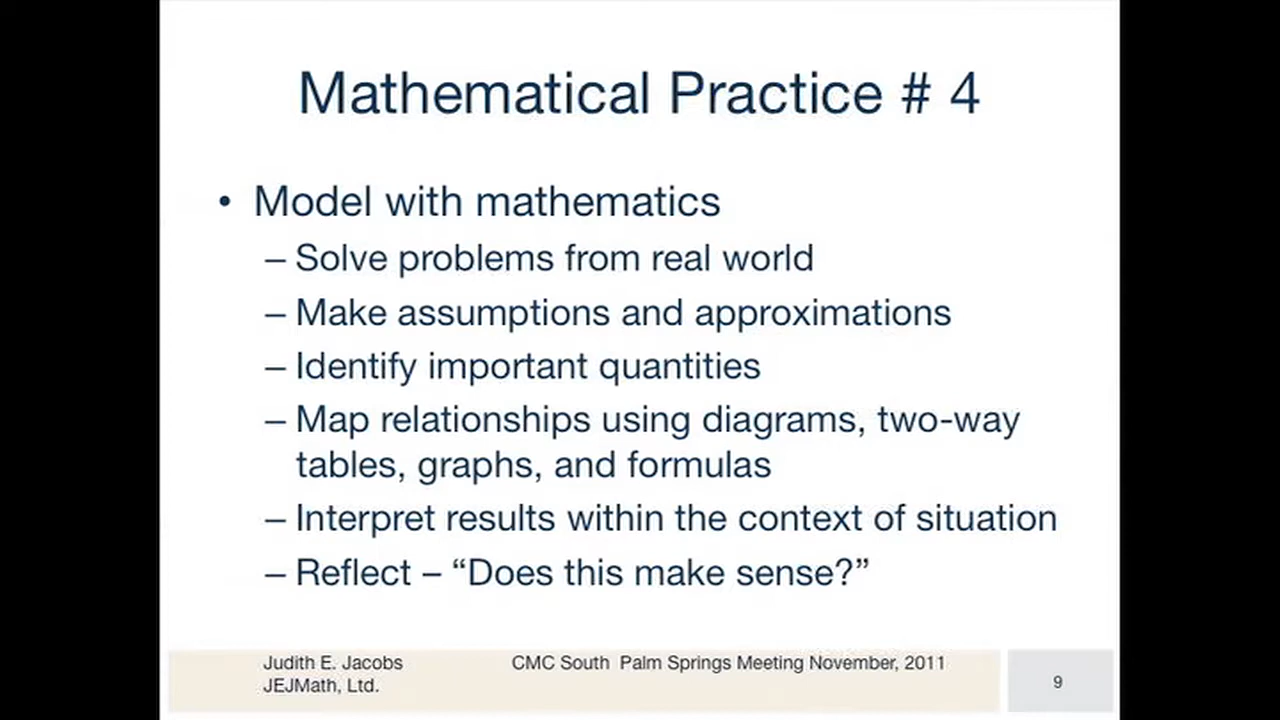 Mathematical Practice # 4
• Model with mathematics
– Solve problems from real world
– Make assumptions and approximations
– Identify important quantities
– Map relationships using diagrams, two-way
tables, graphs, and formulas
– Interpret results within the context of situation
– Reflect – “Does this make sense?”
Judith E. Jacobs
JEJMath, Ltd.
CMC South Palm Springs Meeting November, 2011
9